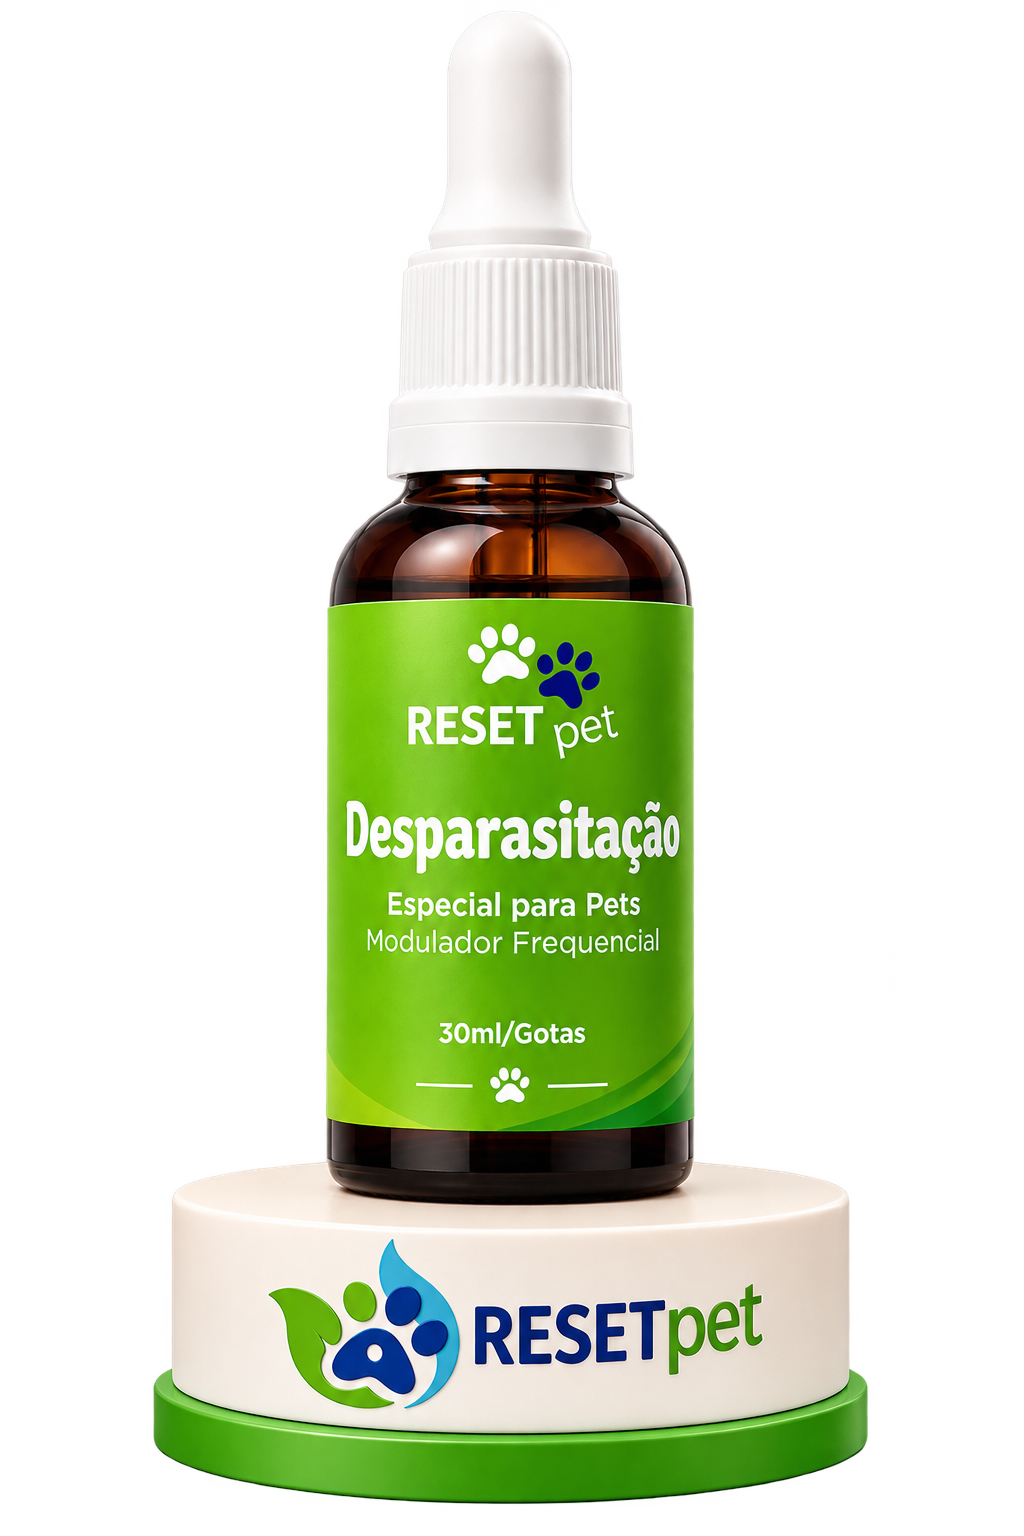 RESET pet
Desparasitação
Especial para Pets
Modulador Frequencial
30ml/Gotas
RESETpet